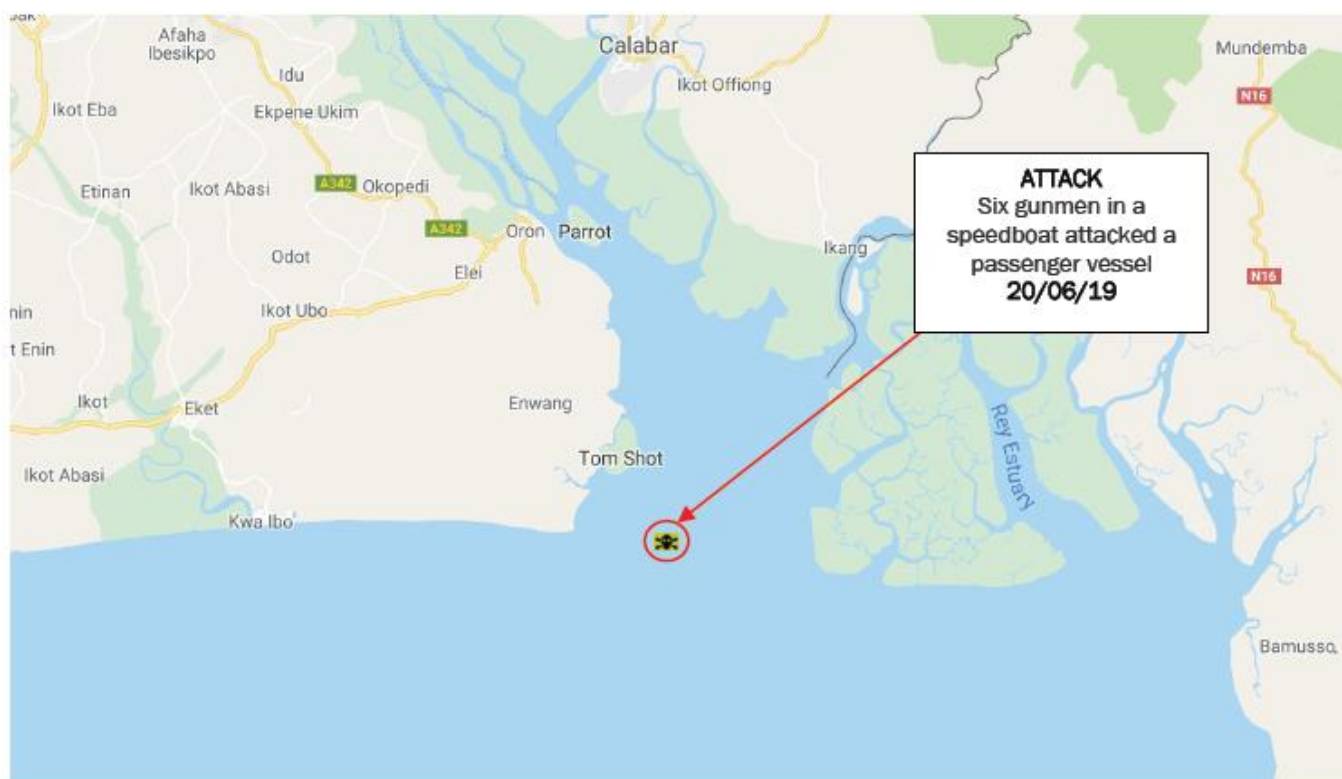 Afaha
Ibesikpo
Calabar
Mundemba
Idu
Ikot Offiong
N16
Ikot Eba
Ekpene Ukim
ATTACK
Six gunmen in a
speedboat attacked a
passenger vessel
20/06/19
Etinan
Ikot Abasi
A342
Okopedi
A342
Oron
Parrot
Ikang
Odot
Elei
N16
Ikot Ubo
t Enin
Ikot
Eket
Enwang
Rey Estuary
Tom Shot
Ikot Abasi
Kwa Ibo
Bamusso,